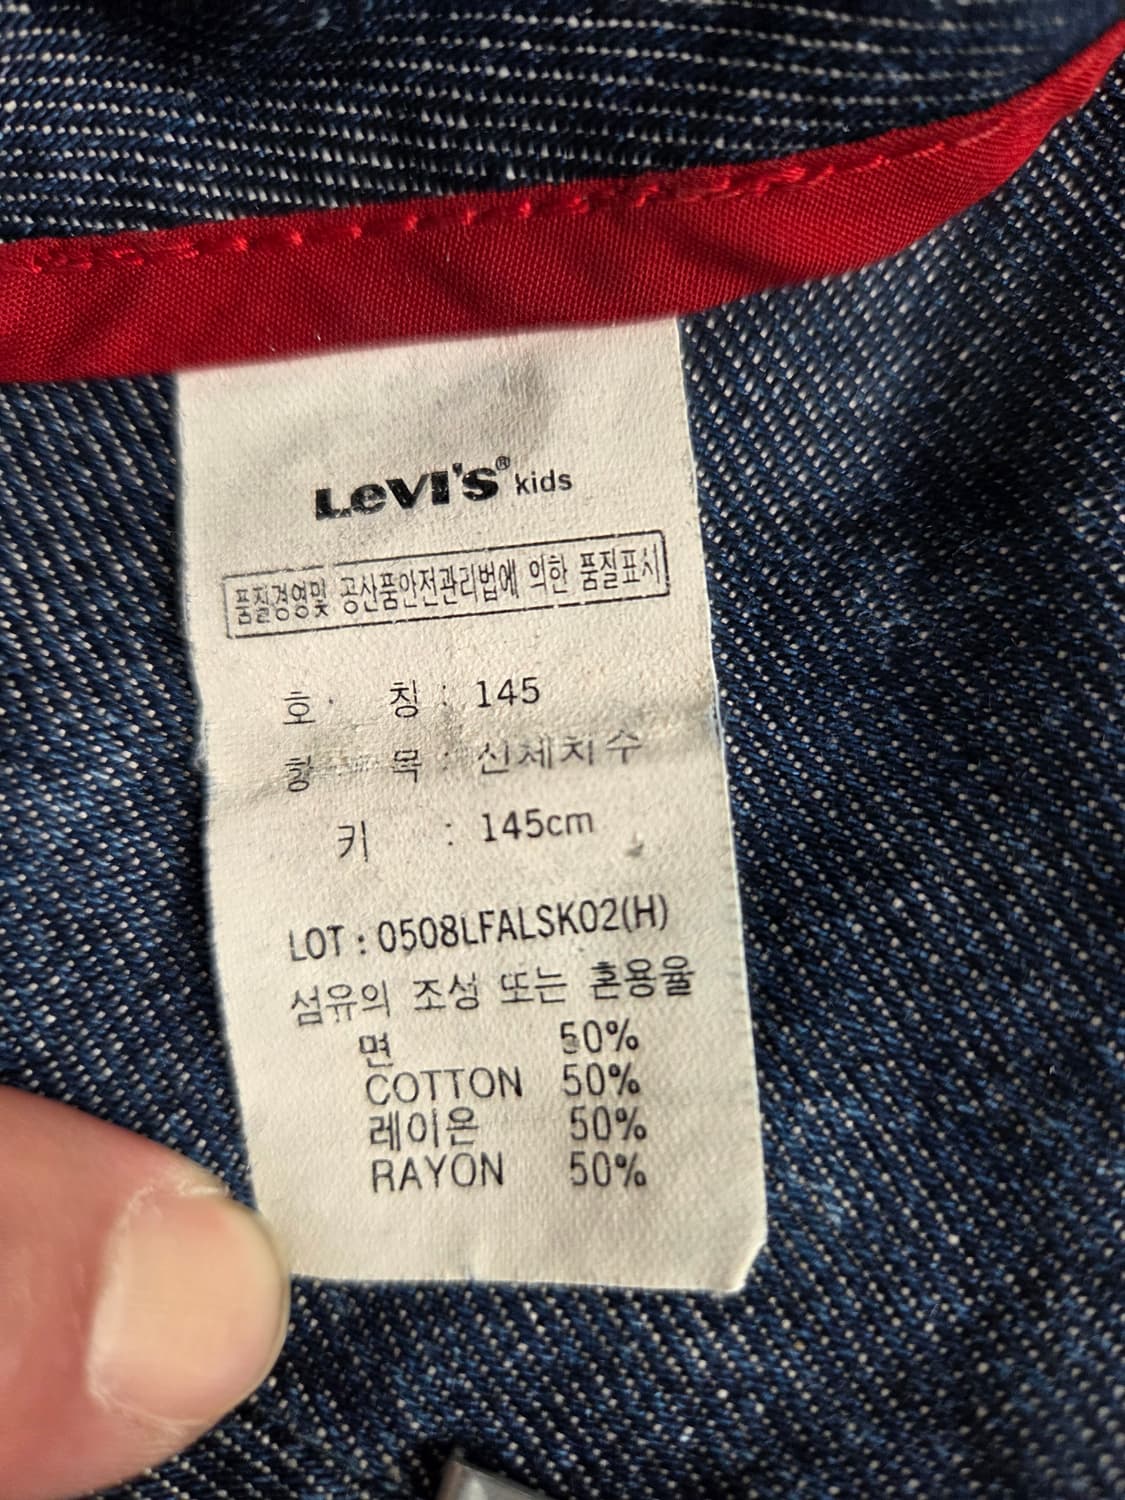 LEVI'S® kids
품질경영및 공산품안전관리법에 의한 품질표시
호 칭 : 145
항 목 : 신체치수
키 : 145cm
LOT : 0508LFALSK02(H)
섬유의 조성 또는 혼용율
면 50%
COTTON 50%
레이온 50%
RAYON 50%